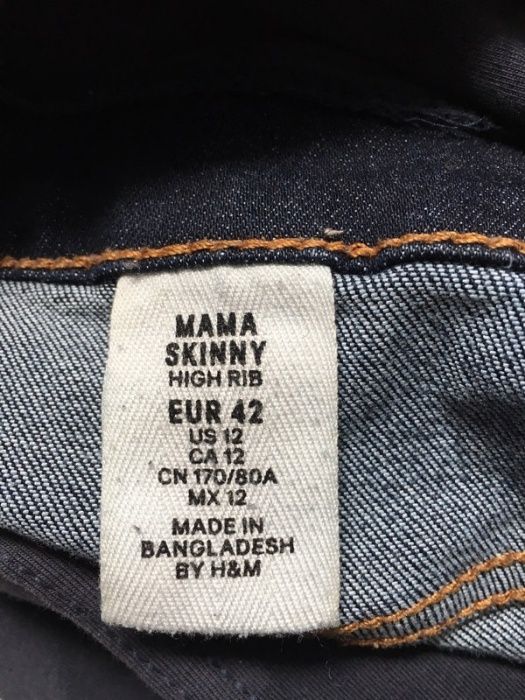 MAMA
SKINNY
HIGH RIB
EUR 42
US 12
CA 12
CN 170/80A
MX 12
MADE IN
BANGLADESH
BY H&M